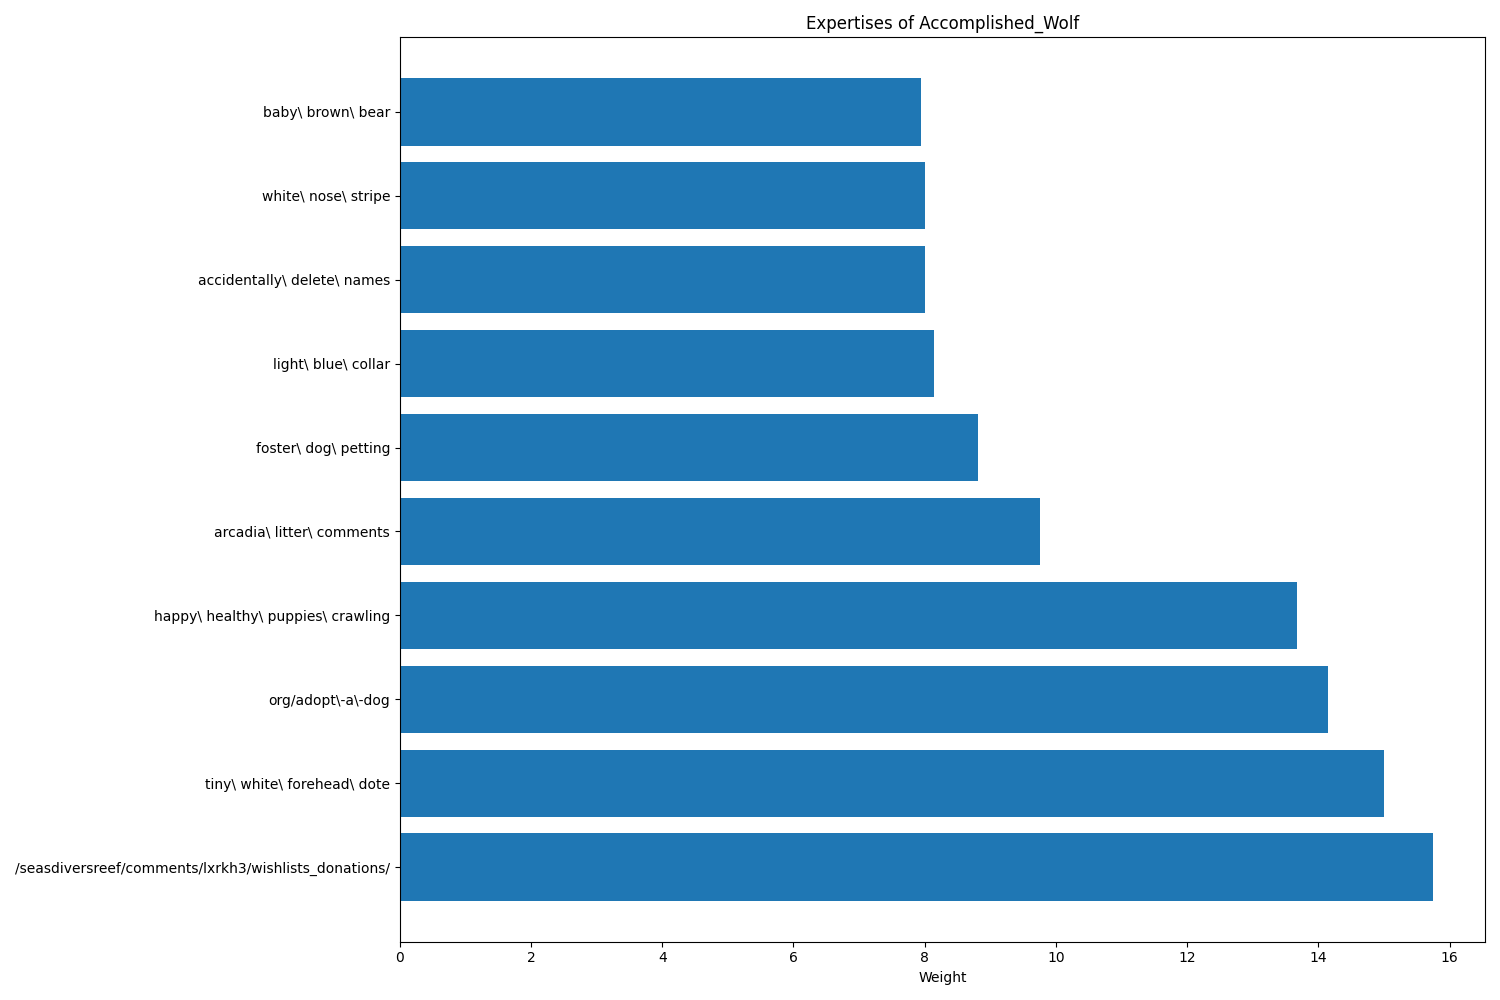 Expertises of Accomplished_Wolf
baby\ brown\ bear
white\ nose\ stripe
accidentally\ delete\ names
light\ blue\ collar
foster\ dog\ petting
arcadia\ litter\ comments
happy\ healthy\ puppies\ crawling
org/adopt\-a\-dog
tiny\ white\ forehead\ dote
/seasdiversreef/comments/lxrkh3/wishlists_donations/
0 2 4 6 8 10 12 14 16
Weight